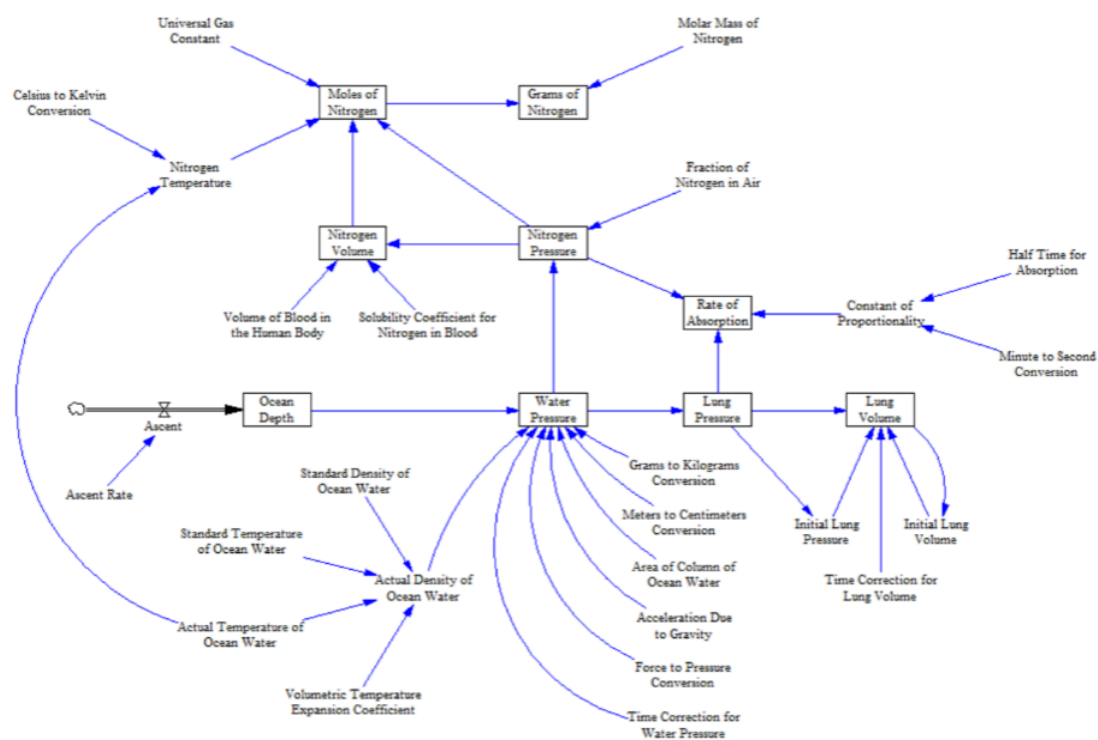 Universal Gas
Constant
Molar Mass of
Nitrogen
Celsius to Kelvin
Conversion
Moles of
Nitrogen
Grams of
Nitrogen
Nitrogen
Temperature
Fraction of
Nitrogen in Air
Nitrogen
Volume
Nitrogen
Pressure
Half Time for
Absorption
Volume of Blood in
the Human Body
Solubility Coefficient for
Nitrogen in Blood
Rate of
Absorption
Constant of
Proportionality
Minute to Second
Conversion
Ascent
Ocean
Depth
Water
Pressure
Lung
Pressure
Lung
Volume
Ascent Rate
Standard Density of
Ocean Water
Grams to Kilograms
Conversion
Standard Temperature
of Ocean Water
Meters to Centimeters
Conversion
Initial Lung
Pressure
Initial Lung
Volume
Actual Density of
Ocean Water
Area of Column of
Ocean Water
Time Correction for
Lung Volume
Actual Temperature of
Ocean Water
Acceleration Due
to Gravity
Volumetric Temperature
Expansion Coefficient
Force to Pressure
Conversion
Time Correction for
Water Pressure